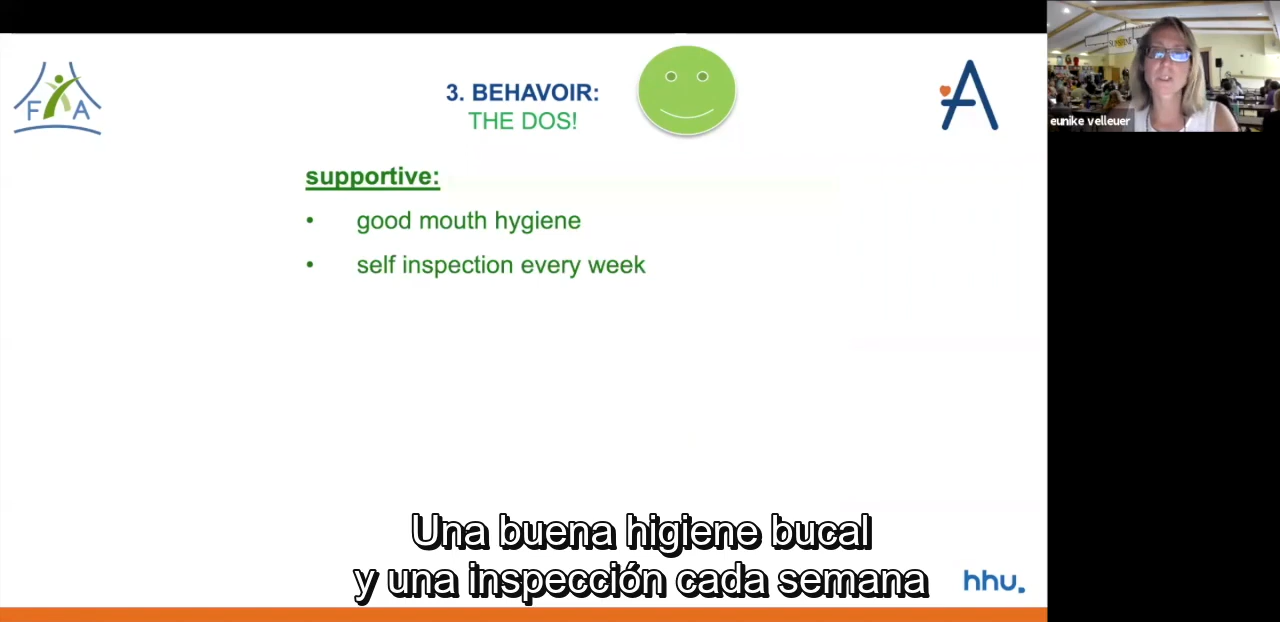 F A
3. BEHAVOIR:
THE DOS!
A
eunike velleuer
supportive:
• good mouth hygiene
• self inspection every week
Una buena higiene bucal
y una inspección cada semana
hhu.